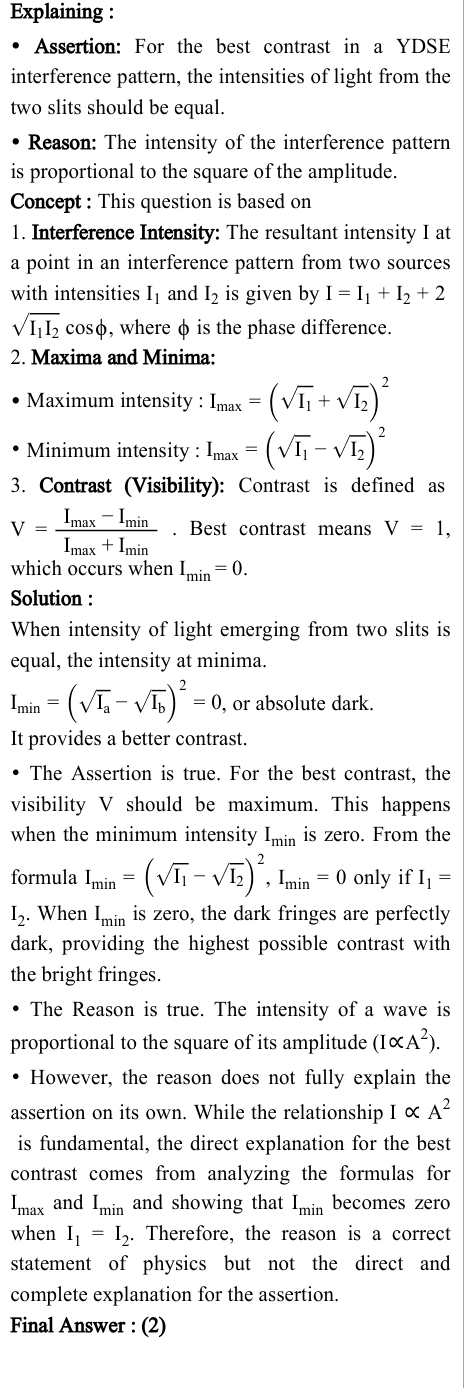 Explaining :
• Assertion: For the best contrast in a YDSE
interference pattern, the intensities of light from the
two slits should be equal.
• Reason: The intensity of the interference pattern
is proportional to the square of the amplitude.
Concept : This question is based on
1. Interference Intensity: The resultant intensity I at
a point in an interference pattern from two sources
with intensities I₁ and I₂ is given by I = I₁ + I₂ + 2
√(I₁I₂) cosϕ, where ϕ is the phase difference.
2. Maxima and Minima:
• Maximum intensity : Iₘₐₓ = (√I₁ + √I₂)²
• Minimum intensity : Iₘₐₓ = (√I₁ − √I₂)²
3. Contrast (Visibility): Contrast is defined as
V = (Iₘₐₓ − Iₘᵢₙ)/(Iₘₐₓ + Iₘᵢₙ) . Best contrast means V = 1,
which occurs when Iₘᵢₙ = 0.
Solution :
When intensity of light emerging from two slits is
equal, the intensity at minima.
Iₘᵢₙ = (√Iₐ − √I_b)² = 0, or absolute dark.
It provides a better contrast.
• The Assertion is true. For the best contrast, the
visibility V should be maximum. This happens
when the minimum intensity Iₘᵢₙ is zero. From the
formula Iₘᵢₙ = (√I₁ − √I₂)², Iₘᵢₙ = 0 only if I₁ =
I₂. When Iₘᵢₙ is zero, the dark fringes are perfectly
dark, providing the highest possible contrast with
the bright fringes.
• The Reason is true. The intensity of a wave is
proportional to the square of its amplitude (I∝A²).
• However, the reason does not fully explain the
assertion on its own. While the relationship I ∝ A²
is fundamental, the direct explanation for the best
contrast comes from analyzing the formulas for
Iₘₐₓ and Iₘᵢₙ and showing that Iₘᵢₙ becomes zero
when I₁ = I₂. Therefore, the reason is a correct
statement of physics but not the direct and
complete explanation for the assertion.
Final Answer : (2)